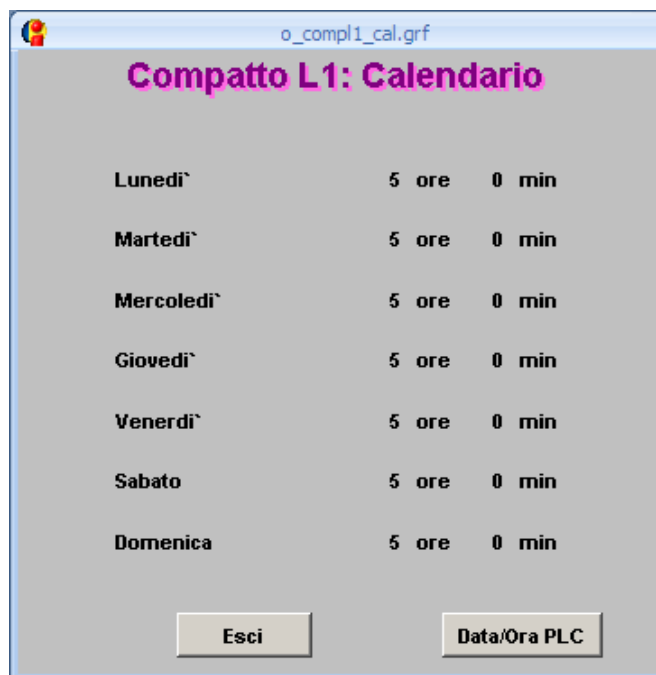 o_compl1_cal.grf
Compatto L1: Calendario
Lunedi` 5 ore 0 min
Martedi` 5 ore 0 min
Mercoledi` 5 ore 0 min
Giovedi` 5 ore 0 min
Venerdi` 5 ore 0 min
Sabato 5 ore 0 min
Domenica 5 ore 0 min
Esci Data/Ora PLC